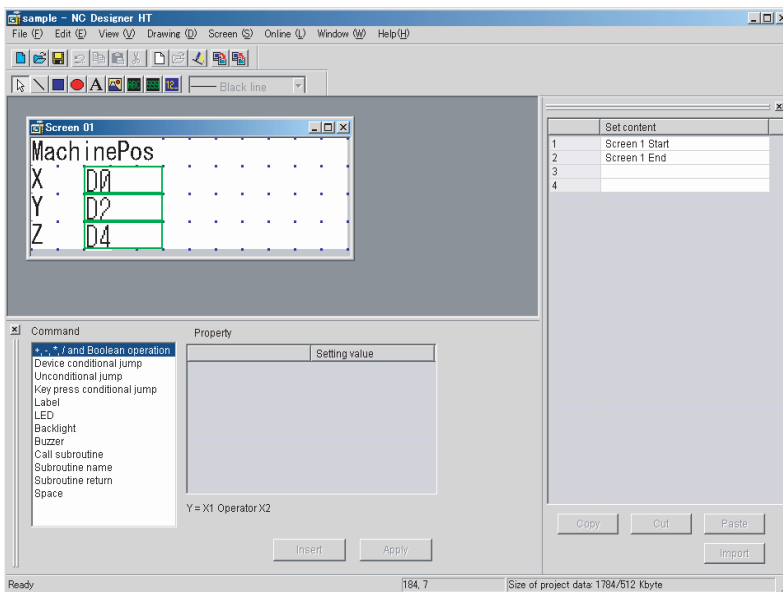 sample - NC Designer HT
File (F) Edit (E) View (V) Drawing (D) Screen (S) Online (L) Window (W) Help(H)
A ABC 999 12.. Black line
Screen 01
MachinePos
X D0
Y D2
Z D4
Set content
1 Screen 1 Start
2 Screen 1 End
3
4
Command
+,-,*,/ and Boolean operation
Device conditional jump
Unconditional jump
Key press conditional jump
Label
LED
Backlight
Buzzer
Call subroutine
Subroutine name
Subroutine return
Space
Property
Setting value
Y = X1 Operator X2
Insert Apply
Copy Cut Paste
Import
Ready 184, 7 Size of project data: 1784/512 Kbyte